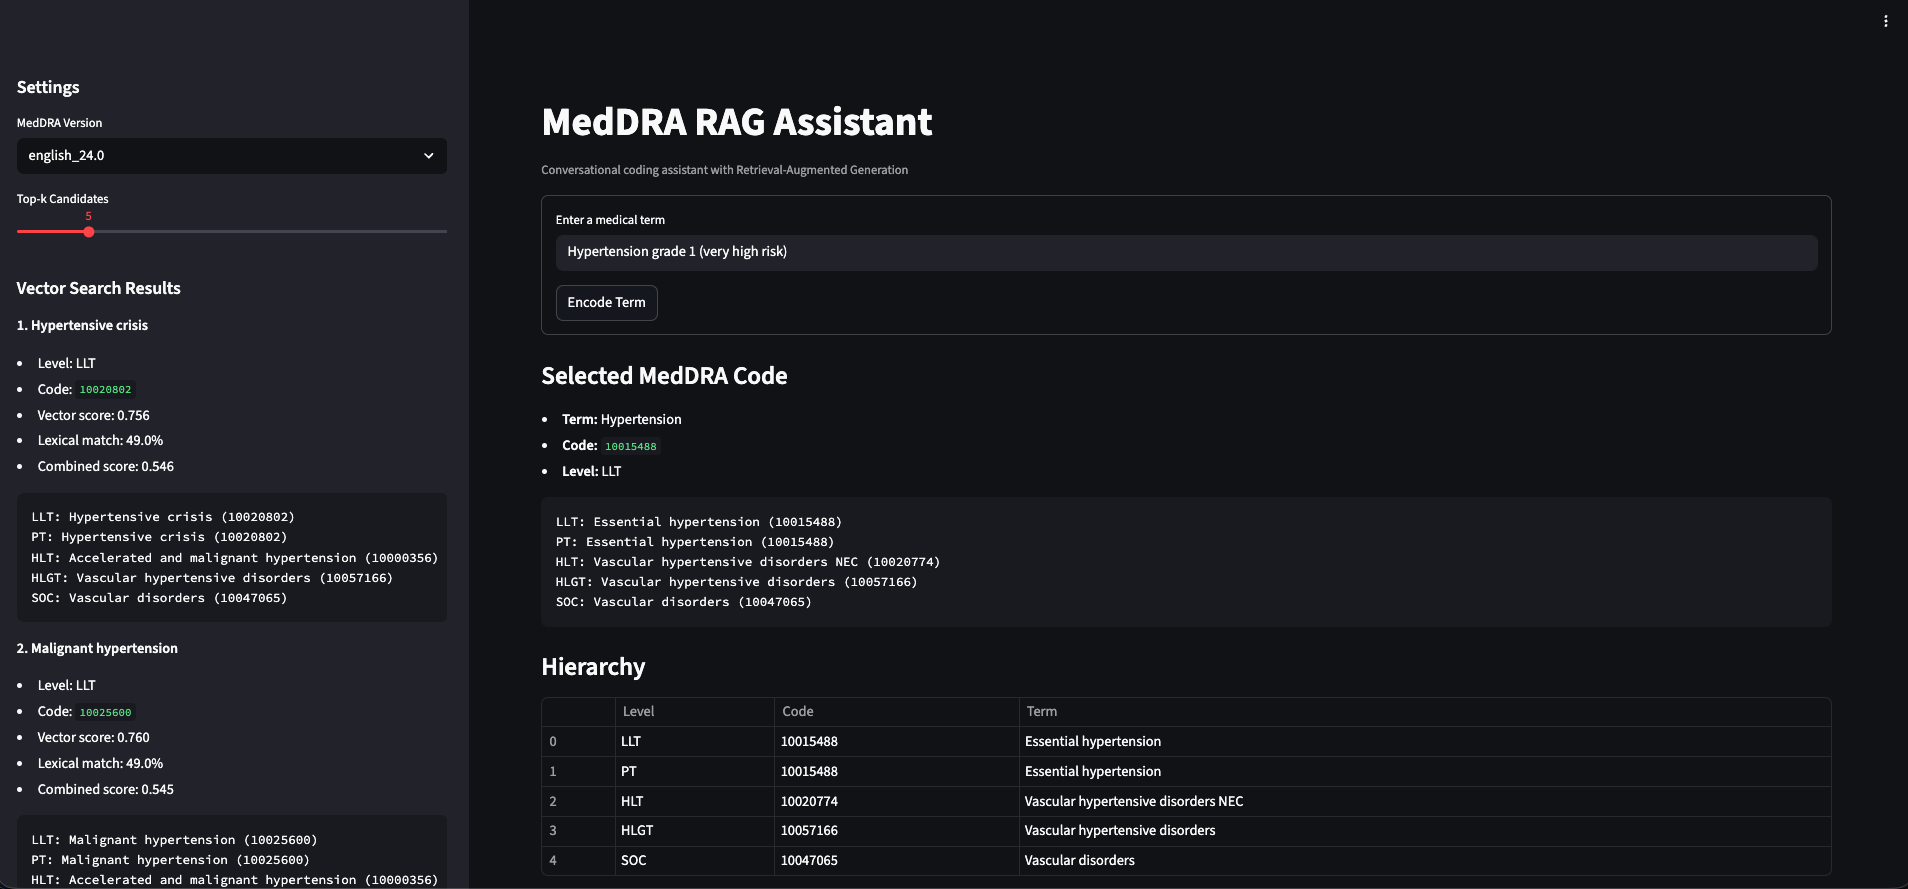 Settings
MedDRA Version
english_24.0
Top-k Candidates
5
Vector Search Results
1. Hypertensive crisis
Level: LLT
Code: 10020802
Vector score: 0.756
Lexical match: 49.0%
Combined score: 0.546
LLT: Hypertensive crisis (10020802)
PT: Hypertensive crisis (10020802)
HLT: Accelerated and malignant hypertension (10000356)
HLGT: Vascular hypertensive disorders (10057166)
SOC: Vascular disorders (10047065)
2. Malignant hypertension
Level: LLT
Code: 10025600
Vector score: 0.760
Lexical match: 49.0%
Combined score: 0.545
LLT: Malignant hypertension (10025600)
PT: Malignant hypertension (10025600)
HLT: Accelerated and malignant hypertension (10000356)
MedDRA RAG Assistant
Conversational coding assistant with Retrieval-Augmented Generation
Enter a medical term
Hypertension grade 1 (very high risk)
Encode Term
Selected MedDRA Code
Term: Hypertension
Code: 10015488
Level: LLT
LLT: Essential hypertension (10015488)
PT: Essential hypertension (10015488)
HLT: Vascular hypertensive disorders NEC (10020774)
HLGT: Vascular hypertensive disorders (10057166)
SOC: Vascular disorders (10047065)
Hierarchy
Level Code Term
0 LLT 10015488 Essential hypertension
1 PT 10015488 Essential hypertension
2 HLT 10020774 Vascular hypertensive disorders NEC
3 HLGT 10057166 Vascular hypertensive disorders
4 SOC 10047065 Vascular disorders